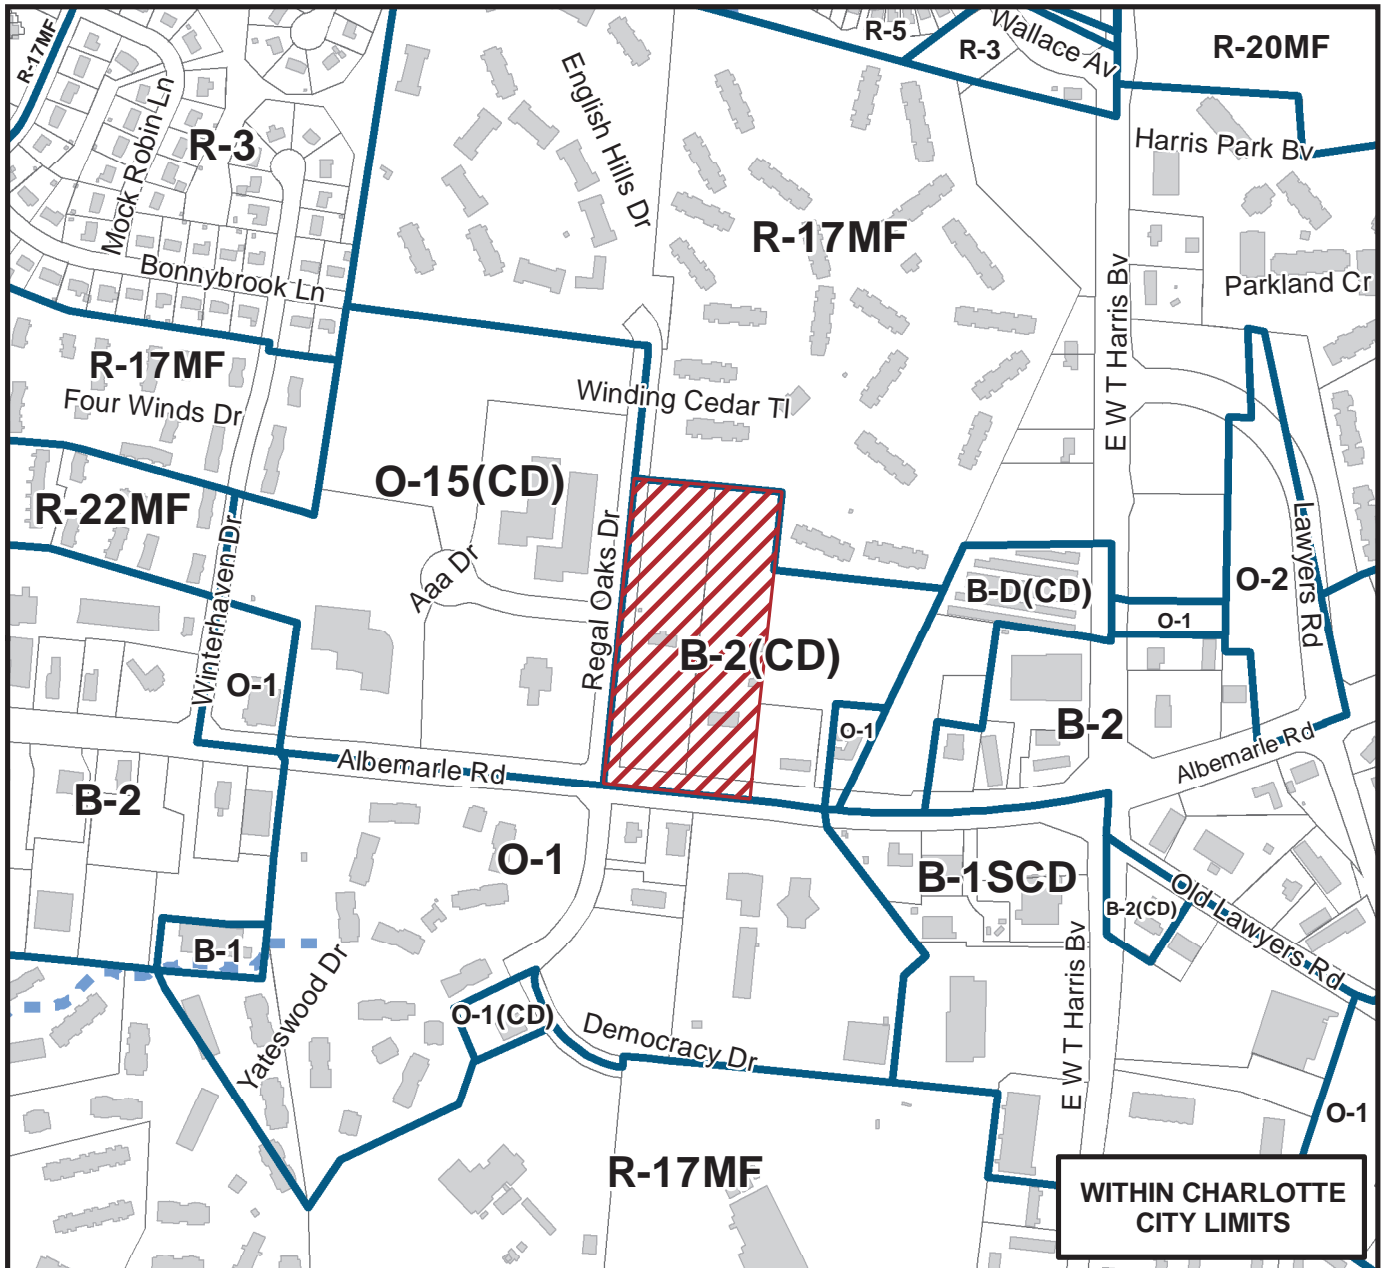 R-17MF
R-5
R-3
Wallace Av
R-20MF
English Hills Dr
Mock Robin Ln
R-3
Harris Park Bv
R-17MF
Bonnybrook Ln
E W T Harris Bv
Parkland Cr
R-17MF
Four Winds Dr
Winding Cedar Tl
O-15(CD)
R-22MF
Winterhaven Dr
Aaa Dr
Regal Oaks Dr
Lawyers Rd
B-D(CD)
O-2
O-1
B-2(CD)
O-1
O-1
B-2
Albemarle Rd
Albemarle Rd
B-2
O-1
B-1SCD
Old Lawyers Rd
B-2(CD)
B-1
Yateswood Dr
O-1(CD)
Democracy Dr
E W T Harris Bv
O-1
R-17MF
WITHIN CHARLOTTE
CITY LIMITS